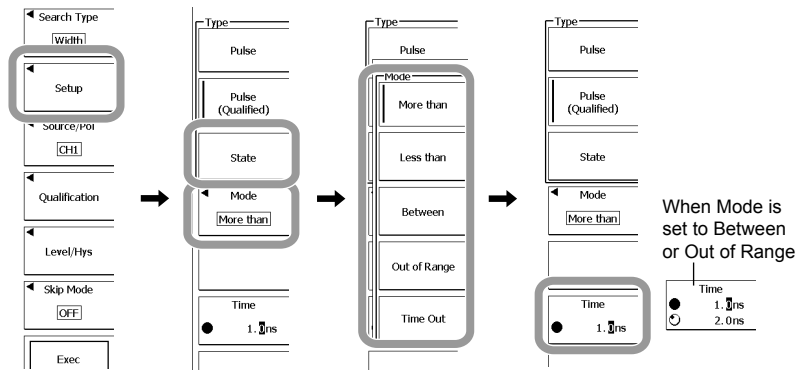 Search Type
Width
Setup
Source/Pol
CH1
Qualification
Level/Hys
Skip Mode
OFF
Exec
Type
Pulse
Pulse
(Qualified)
State
Mode
More than
Time
1.0ns
Type
Pulse
Mode
More than
Less than
Between
Out of Range
Time Out
Type
Pulse
Pulse
(Qualified)
State
Mode
More than
Time
1.0ns
When Mode is
set to Between
or Out of Range
Time
1.0ns
2.0ns